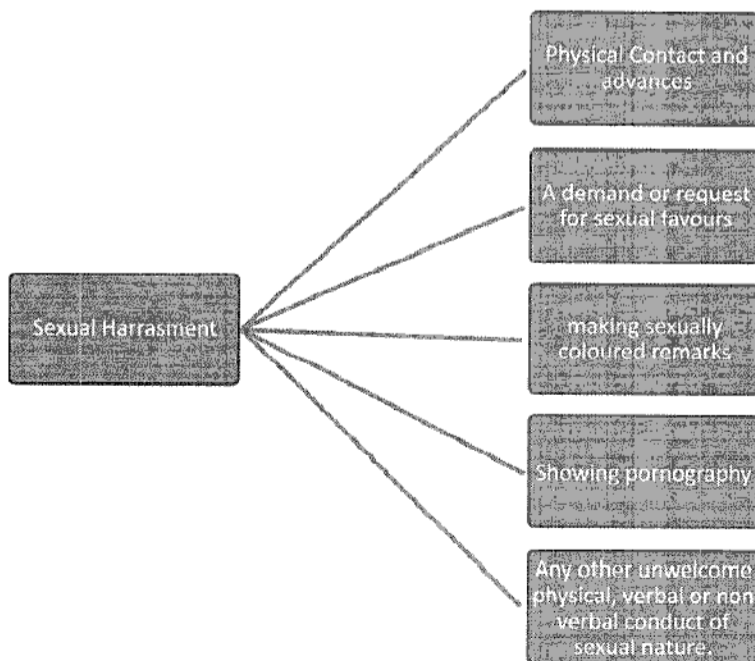 Physical Contact and
advances
A demand or request
for sexual favours
Sexual Harrasment
making sexually
coloured remarks
Showing pornography
Any other unwelcome
physical, verbal or non
verbal conduct of
sexual nature.